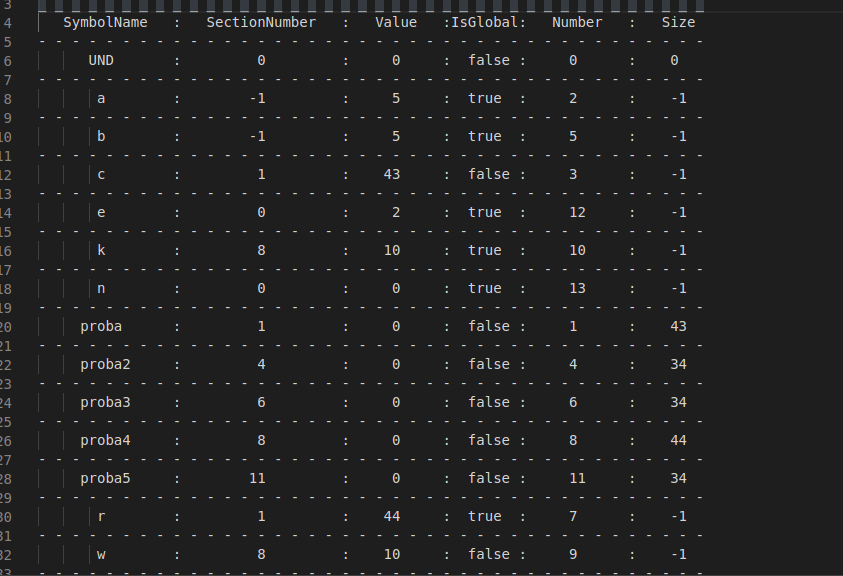 3
4 SymbolName : SectionNumber : Value :IsGlobal: Number : Size
5 - - - - - - - - - - - - - - - - - - - - - - - - - - - - - - - - - - - - - - - -
6 UND : 0 : 0 : false : 0 : 0
7 - - - - - - - - - - - - - - - - - - - - - - - - - - - - - - - - - - - - - - - -
8 a : -1 : 5 : true : 2 : -1
9 - - - - - - - - - - - - - - - - - - - - - - - - - - - - - - - - - - - - - - - -
10 b : -1 : 5 : true : 5 : -1
11 - - - - - - - - - - - - - - - - - - - - - - - - - - - - - - - - - - - - - - - -
12 c : 1 : 43 : false : 3 : -1
13 - - - - - - - - - - - - - - - - - - - - - - - - - - - - - - - - - - - - - - - -
14 e : 0 : 2 : true : 12 : -1
15 - - - - - - - - - - - - - - - - - - - - - - - - - - - - - - - - - - - - - - - -
16 k : 8 : 10 : true : 10 : -1
17 - - - - - - - - - - - - - - - - - - - - - - - - - - - - - - - - - - - - - - - -
18 n : 0 : 0 : true : 13 : -1
19 - - - - - - - - - - - - - - - - - - - - - - - - - - - - - - - - - - - - - - - -
20 proba : 1 : 0 : false : 1 : 43
21 - - - - - - - - - - - - - - - - - - - - - - - - - - - - - - - - - - - - - - - -
22 proba2 : 4 : 0 : false : 4 : 34
23 - - - - - - - - - - - - - - - - - - - - - - - - - - - - - - - - - - - - - - - -
24 proba3 : 6 : 0 : false : 6 : 34
25 - - - - - - - - - - - - - - - - - - - - - - - - - - - - - - - - - - - - - - - -
26 proba4 : 8 : 0 : false : 8 : 44
27 - - - - - - - - - - - - - - - - - - - - - - - - - - - - - - - - - - - - - - - -
28 proba5 : 11 : 0 : false : 11 : 34
29 - - - - - - - - - - - - - - - - - - - - - - - - - - - - - - - - - - - - - - - -
30 r : 1 : 44 : true : 7 : -1
31 - - - - - - - - - - - - - - - - - - - - - - - - - - - - - - - - - - - - - - - -
32 w : 8 : 10 : false : 9 : -1
33 - - - - - - - - - - - - - - - - - - - - - - - - - - - - - - - - - - - - - - - -